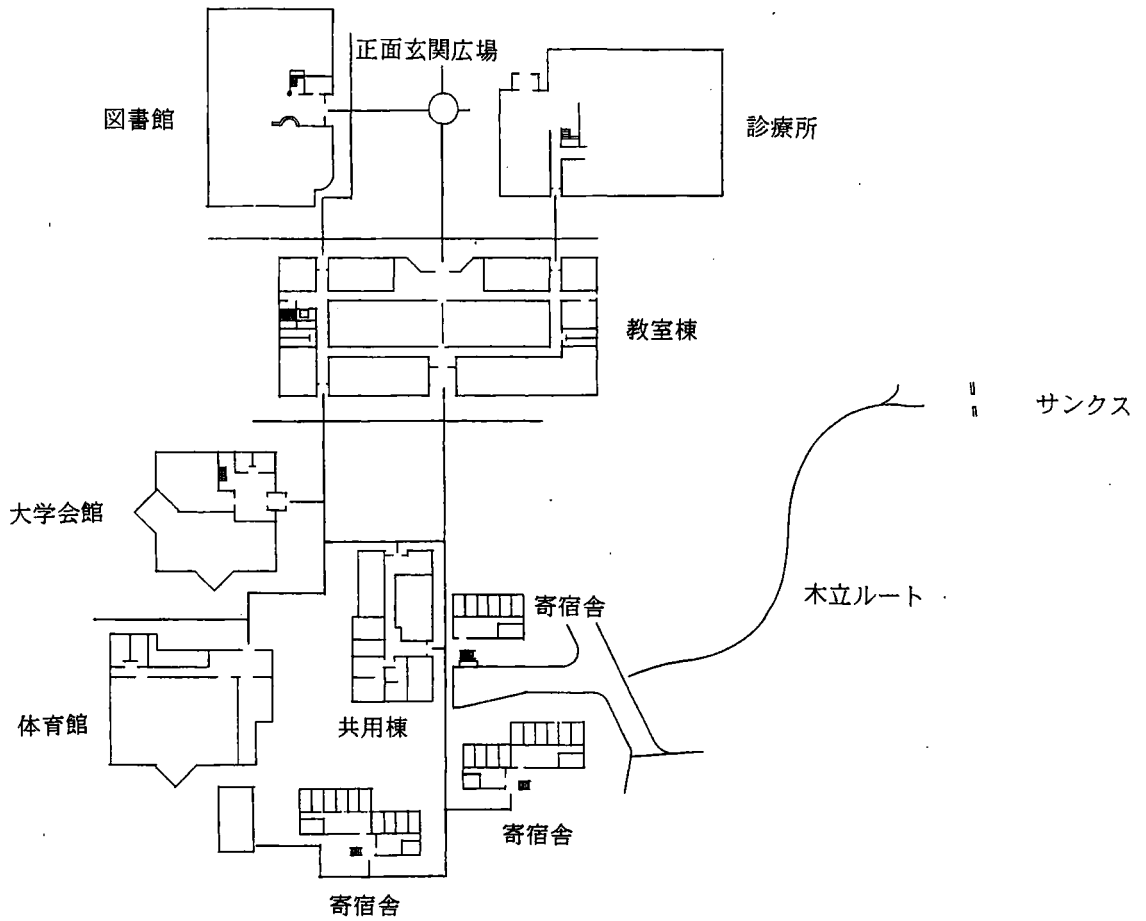 正面玄関広場
図書館
診療所
教室棟
サンクス
大学会館
木立ルート
寄宿舎
体育館
共用棟
寄宿舎
寄宿舎